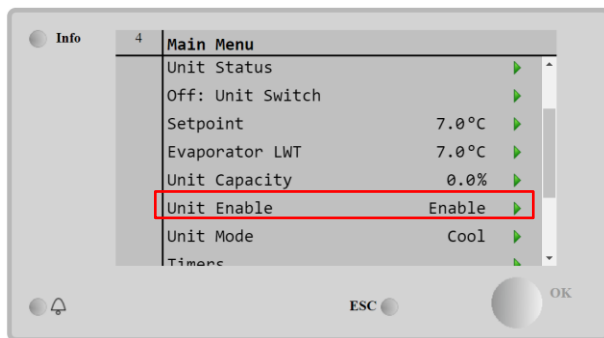 Info
4
Main Menu
Unit Status
Off: Unit Switch
Setpoint 7.0°C
Evaporator LWT 7.0°C
Unit Capacity 0.0%
Unit Enable Enable
Unit Mode Cool
Timers
ESC
OK